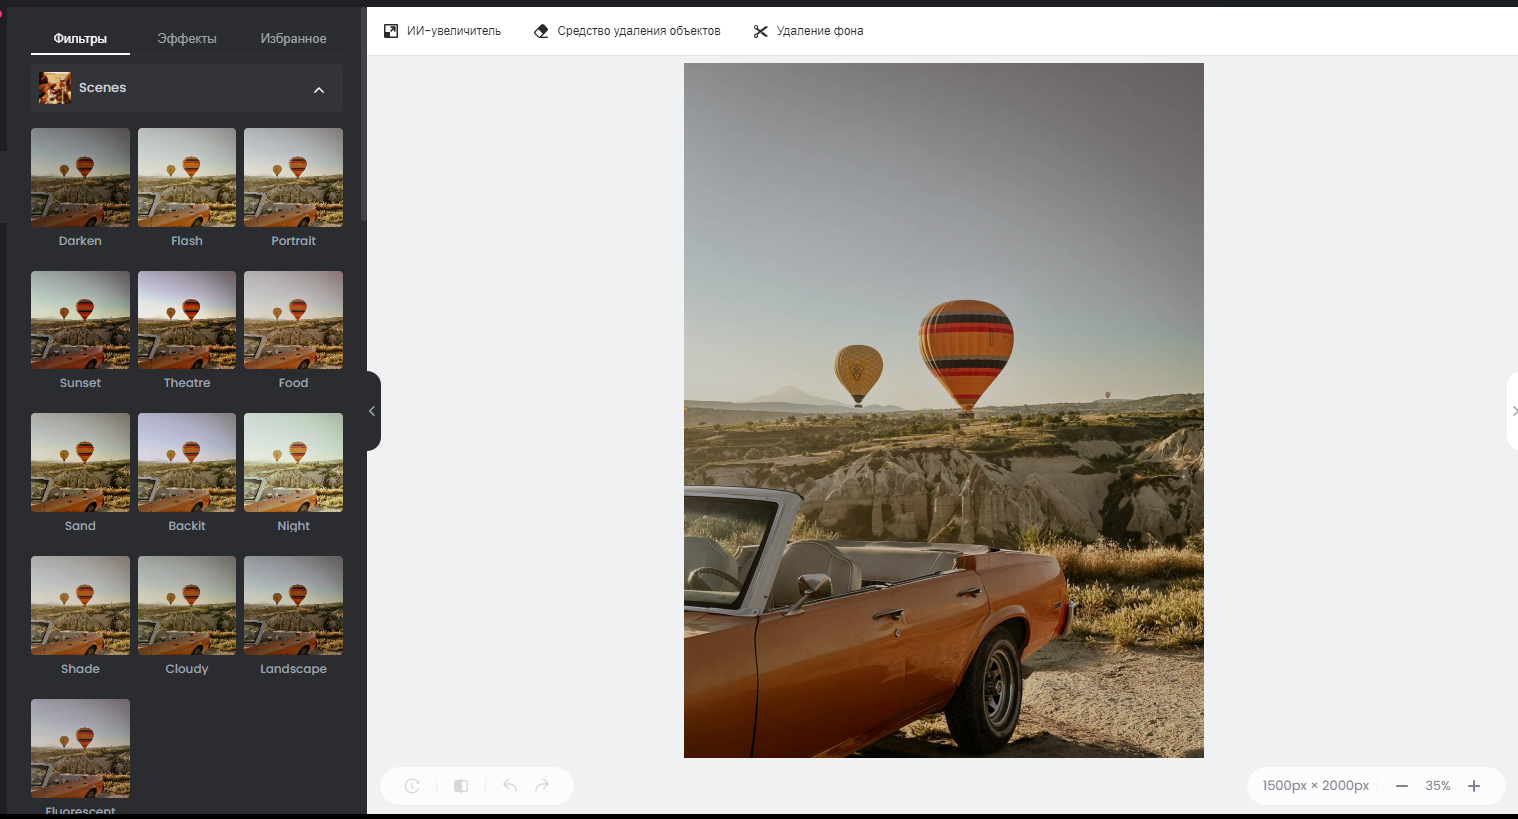 Фильтры Эффекты Избранное
ИИ-увеличитель Средство удаления объектов Удаление фона
Scenes
Darken Flash Portrait
Sunset Theatre Food
Sand Backit Night
Shade Cloudy Landscape
Fluorescent
1500px × 2000px 35%